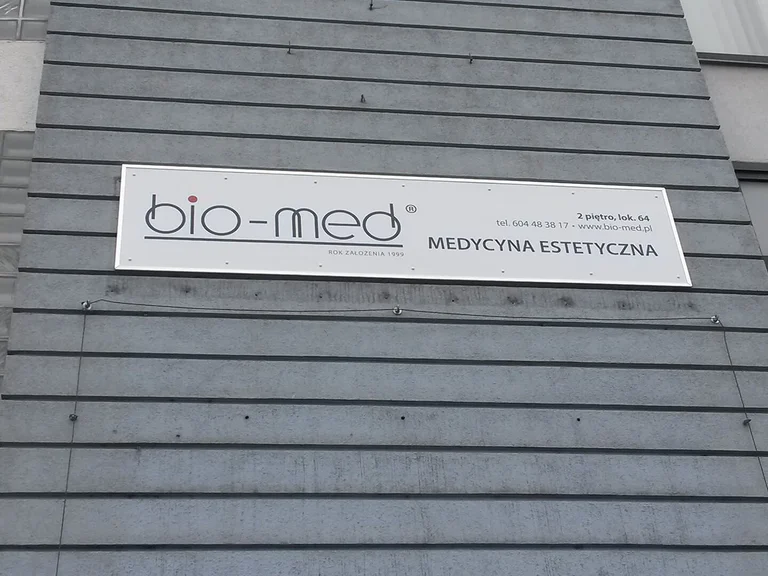 bio-med®
ROK ZAŁOŻENIA 1999
2 piętro, lok. 64
tel. 604 48 38 17 • www.bio-med.pl
MEDYCYNA ESTETYCZNA